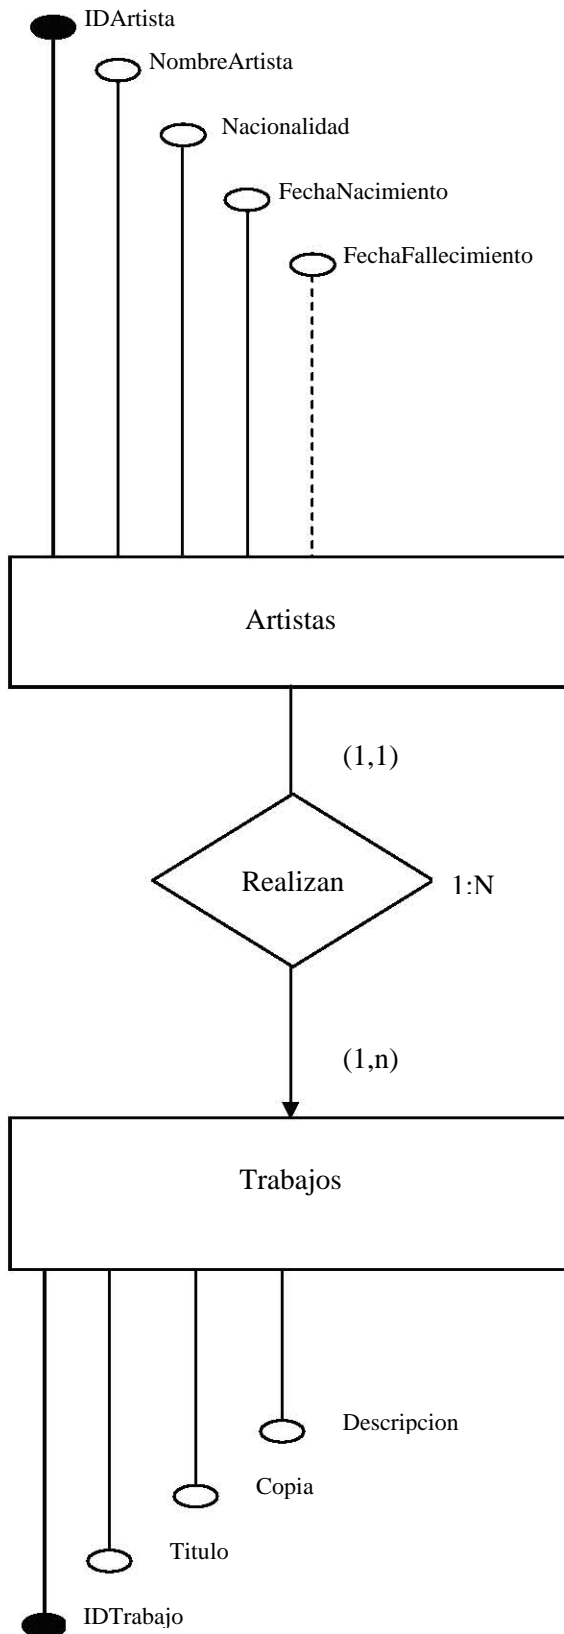 IDArtista
NombreArtista
Nacionalidad
FechaNacimiento
FechaFallecimiento
Artistas
(1,1)
Realizan
1:N
(1,n)
Trabajos
Descripcion
Copia
Titulo
IDTrabajo